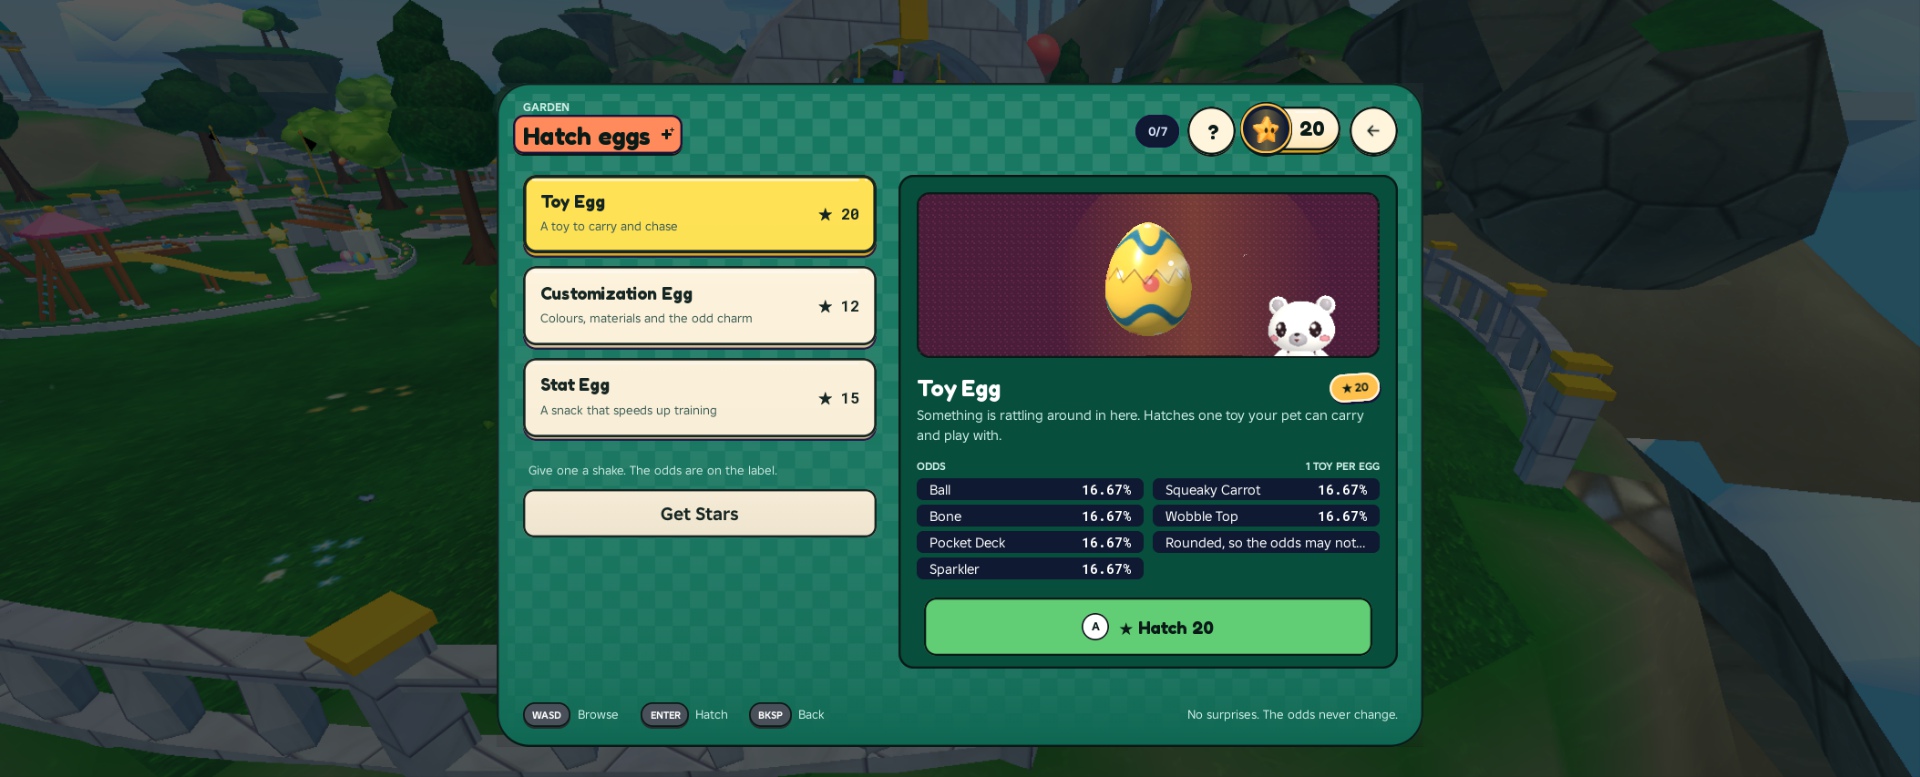 GARDEN
Hatch eggs
0/7
?
20
Toy Egg
A toy to carry and chase
★ 20
Customization Egg
Colours, materials and the odd charm
★ 12
Stat Egg
A snack that speeds up training
★ 15
Give one a shake. The odds are on the label.
Get Stars
Toy Egg
★ 20
Something is rattling around in here. Hatches one toy your pet can carry
and play with.
ODDS
1 TOY PER EGG
Ball 16.67%
Squeaky Carrot 16.67%
Bone 16.67%
Wobble Top 16.67%
Pocket Deck 16.67%
Rounded, so the odds may not...
Sparkler 16.67%
A ★ Hatch 20
WASD Browse ENTER Hatch BKSP Back
No surprises. The odds never change.